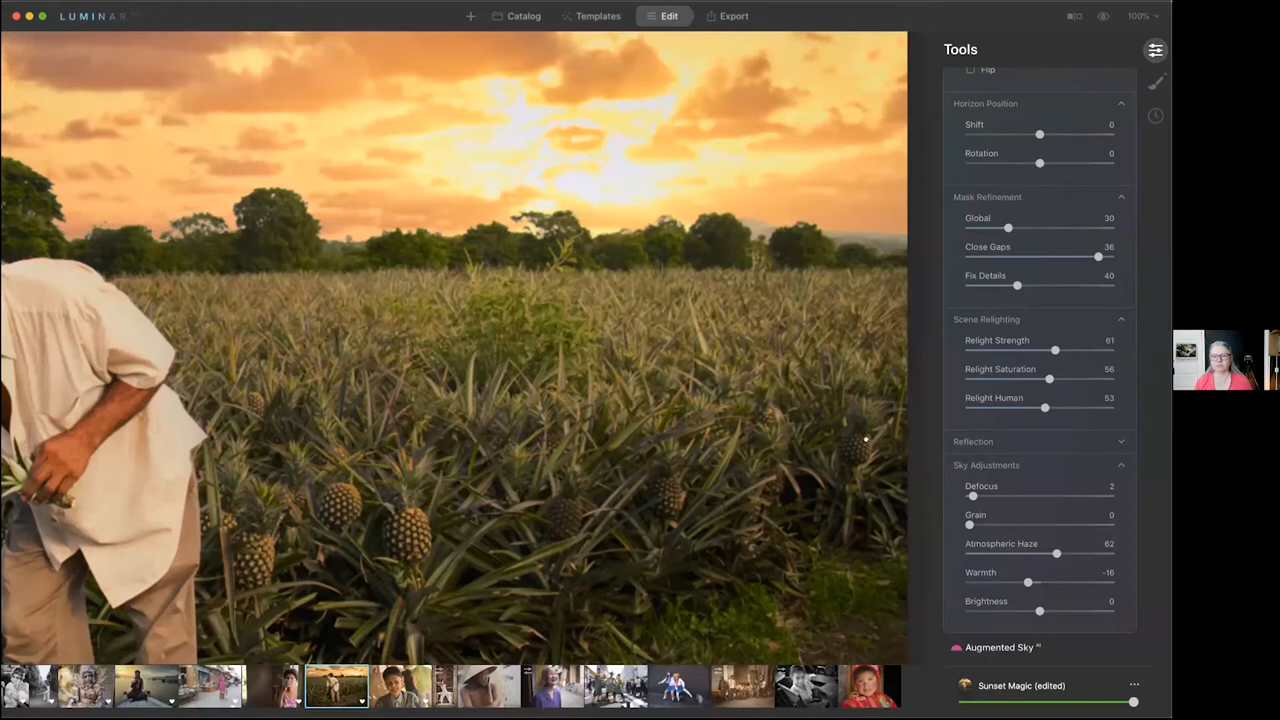 LUMINAR
Catalog
Templates
Edit
Export
100%
Tools
Flip
Horizon Position
Shift 0
Rotation 0
Mask Refinement
Global 30
Close Gaps 36
Fix Details 40
Scene Relighting
Relight Strength 61
Relight Saturation 56
Relight Human 53
Reflection
Sky Adjustments
Defocus 2
Grain 0
Atmospheric Haze 62
Warmth -16
Brightness 0
Augmented Sky
Sunset Magic (edited)